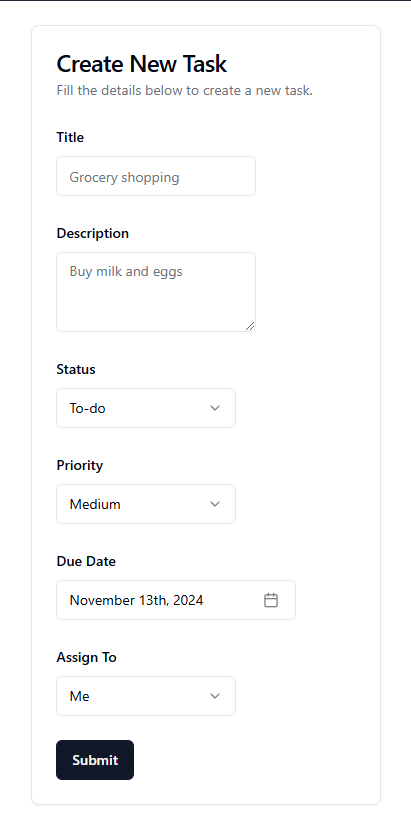 Create New Task
Fill the details below to create a new task.
Title
Grocery shopping
Description
Buy milk and eggs
Status
To-do
Priority
Medium
Due Date
November 13th, 2024
Assign To
Me
Submit